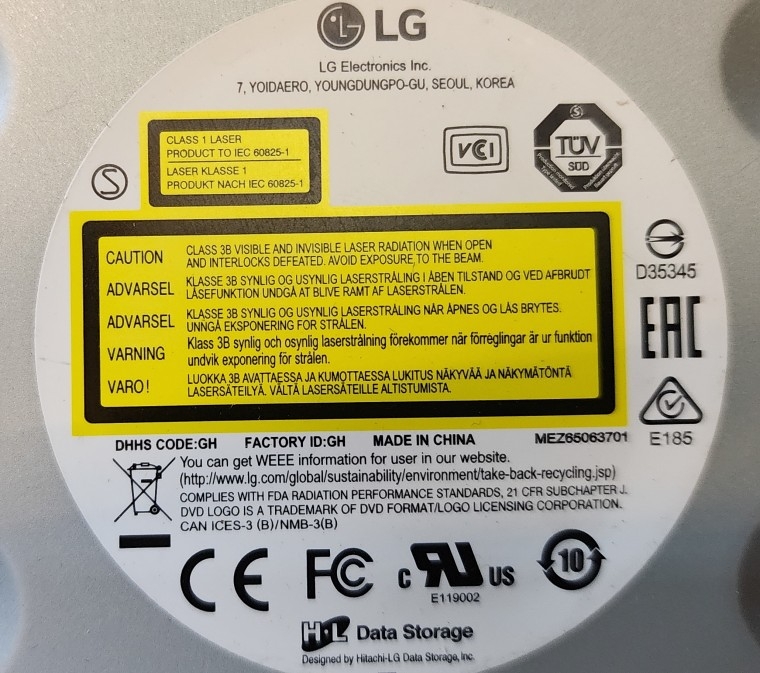 LG
LG Electronics Inc.
7, YOIDAERO, YOUNGDUNGPO-GU, SEOUL, KOREA
CLASS 1 LASER
PRODUCT TO IEC 60825-1
LASER KLASSE 1
PRODUKT NACH IEC 60825-1
S
VCI
TÜV
SÜD
CAUTION CLASS 3B VISIBLE AND INVISIBLE LASER RADIATION WHEN OPEN
AND INTERLOCKS DEFEATED. AVOID EXPOSURE TO THE BEAM.
ADVARSEL KLASSE 3B SYNLIG OG USYNLIG LASERSTRÅLING I ÅBEN TILSTAND OG VED AFBRUDT
LÅSEFUNKTION UNDGÅ AT BLIVE RAMT AF LASERSTRÅLEN.
ADVARSEL KLASSE 3B SYNLIG OG USYNLIG LASERSTRÅLING NÅR ÅPNES OG LÅS BRYTES.
UNNGÅ EKSPONERING FOR STRÅLEN.
VARNING Klass 3B synlig och osynlig laserstrålning förekommer när förreglingar är ur funktion
undvik exponering för strålen.
VARO! LUOKKA 3B AVATTAESSA JA KUMOTTAESSA LUKITUS NÄKYVÄÄ JA NÄKYMÄTÖNTÄ
LASERSÄTEILYÄ. VÄLTÄ LASERSÄTEILLE ALTISTUMISTA.
D35345
EAC
E185
DHHS CODE:GH FACTORY ID:GH MADE IN CHINA MEZ65063701
You can get WEEE information for user in our website.
(http://www.lg.com/global/sustainability/environment/take-back-recycling.jsp)
COMPLIES WITH FDA RADIATION PERFORMANCE STANDARDS, 21 CFR SUBCHAPTER J.
DVD LOGO IS A TRADEMARK OF DVD FORMAT/LOGO LICENSING CORPORATION.
CAN ICES-3 (B)/NMB-3(B)
CE FC c RU US 10
E119002
HL Data Storage
Designed by Hitachi-LG Data Storage, Inc.